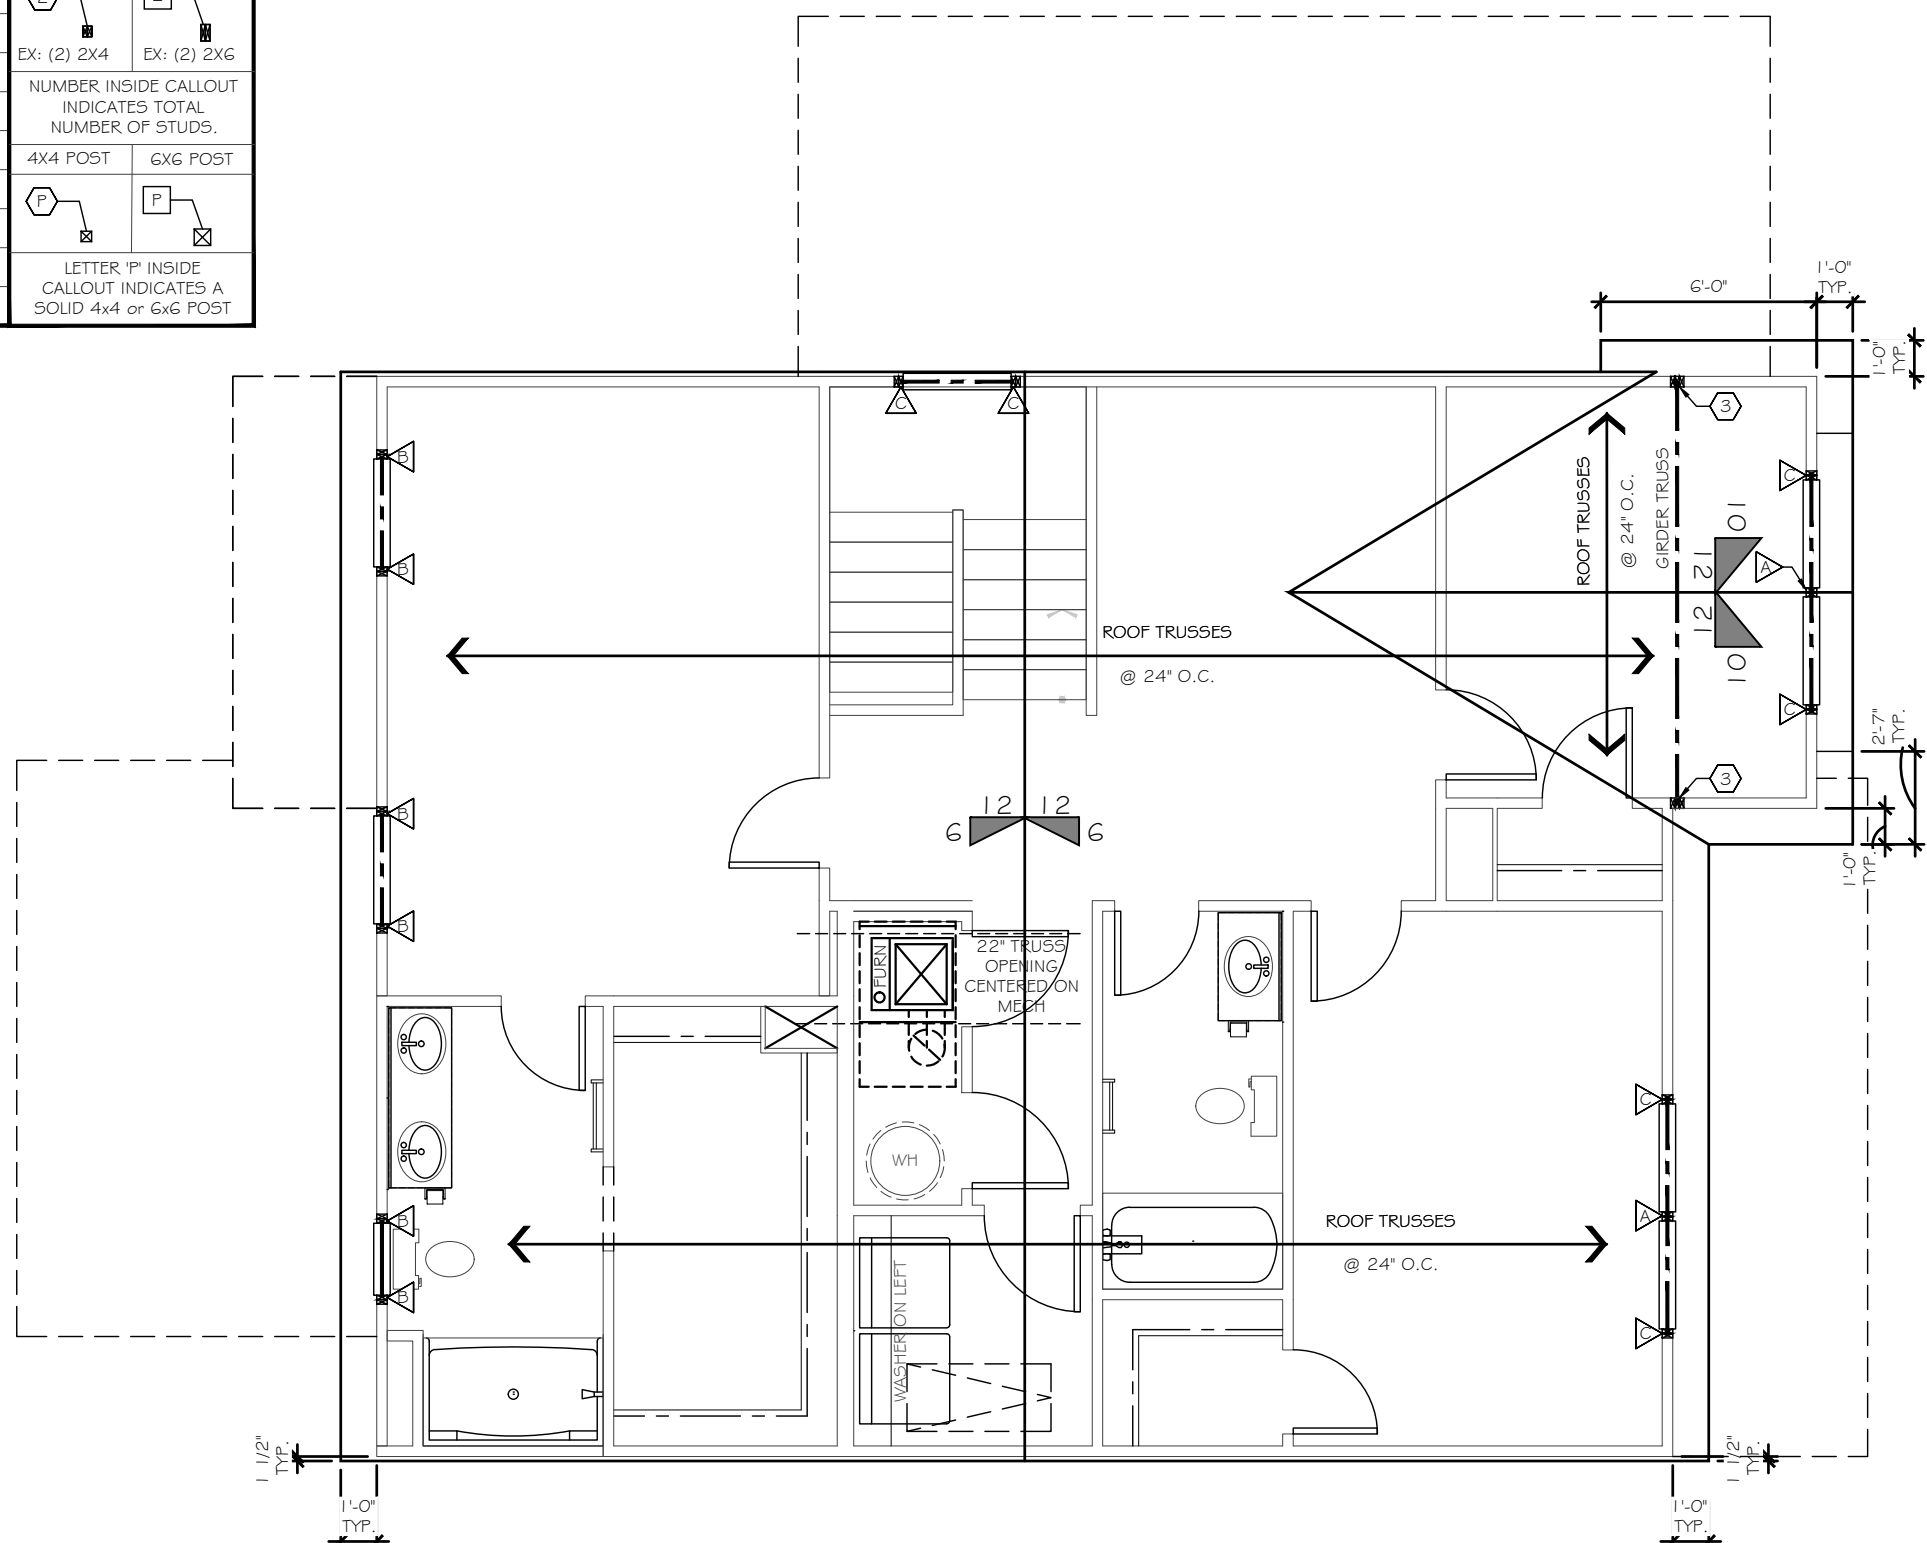 2
2
EX: (2) 2X4
EX: (2) 2X6
NUMBER INSIDE CALLOUT
INDICATES TOTAL
NUMBER OF STUDS.
4X4 POST
6X6 POST
P
P
LETTER 'P' INSIDE
CALLOUT INDICATES A
SOLID 4x4 or 6x6 POST
6'-0"
1'-0"
TYP.
1'-0"
TYP.
C
C
3
B
B
ROOF TRUSSES
@ 24" O.C.
GIRDER TRUSS
C
10
12
A
12
10
C
ROOF TRUSSES
@ 24" O.C.
2'-7"
TYP.
3
12
12
6
6
B
B
1'-0"
TYP.
FURN
22" TRUSS
OPENING
CENTERED ON
MECH
WH
C
A
C
B
B
ROOF TRUSSES
@ 24" O.C.
WASHER ON LEFT
1 1/2"
TYP.
1 1/2"
TYP.
1'-0"
TYP.
1'-0"
TYP.